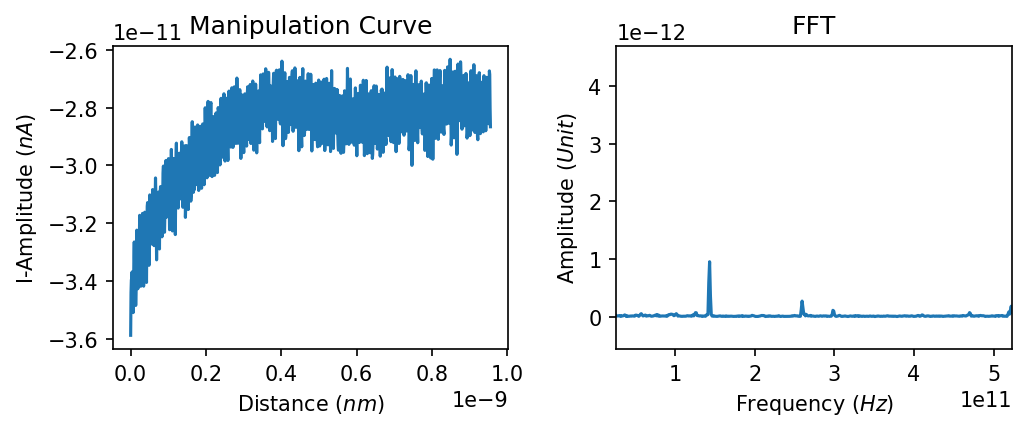 1e−11 Manipulation Curve
−2.6
−2.8
−3.0
−3.2
−3.4
−3.6
I-Amplitude (nA)
0.0 0.2 0.4 0.6 0.8 1.0
Distance (nm) 1e−9
1e−12 FFT
4
3
2
1
0
Amplitude (Unit)
1 2 3 4 5
Frequency (Hz) 1e11